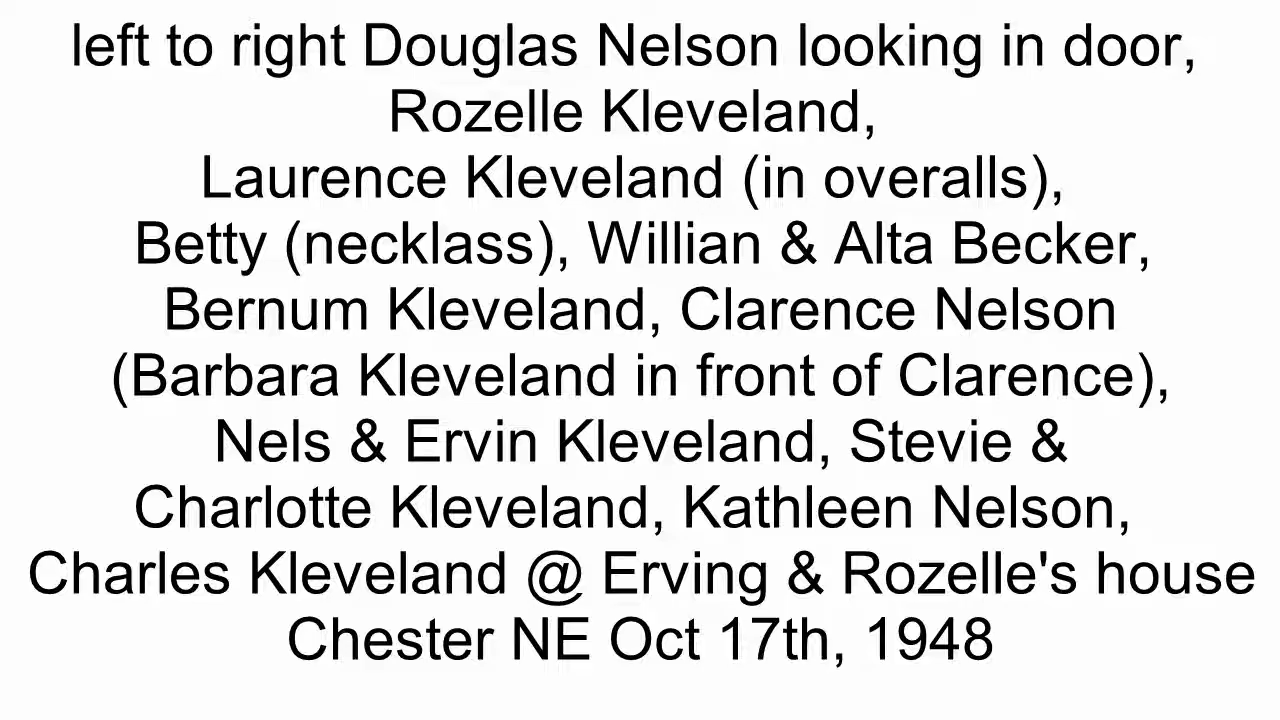 left to right Douglas Nelson looking in door,
Rozelle Kleveland,
Laurence Kleveland (in overalls),
Betty (necklass), Willian & Alta Becker,
Bernum Kleveland, Clarence Nelson
(Barbara Kleveland in front of Clarence),
Nels & Ervin Kleveland, Stevie &
Charlotte Kleveland, Kathleen Nelson,
Charles Kleveland @ Erving & Rozelle's house
Chester NE Oct 17th, 1948